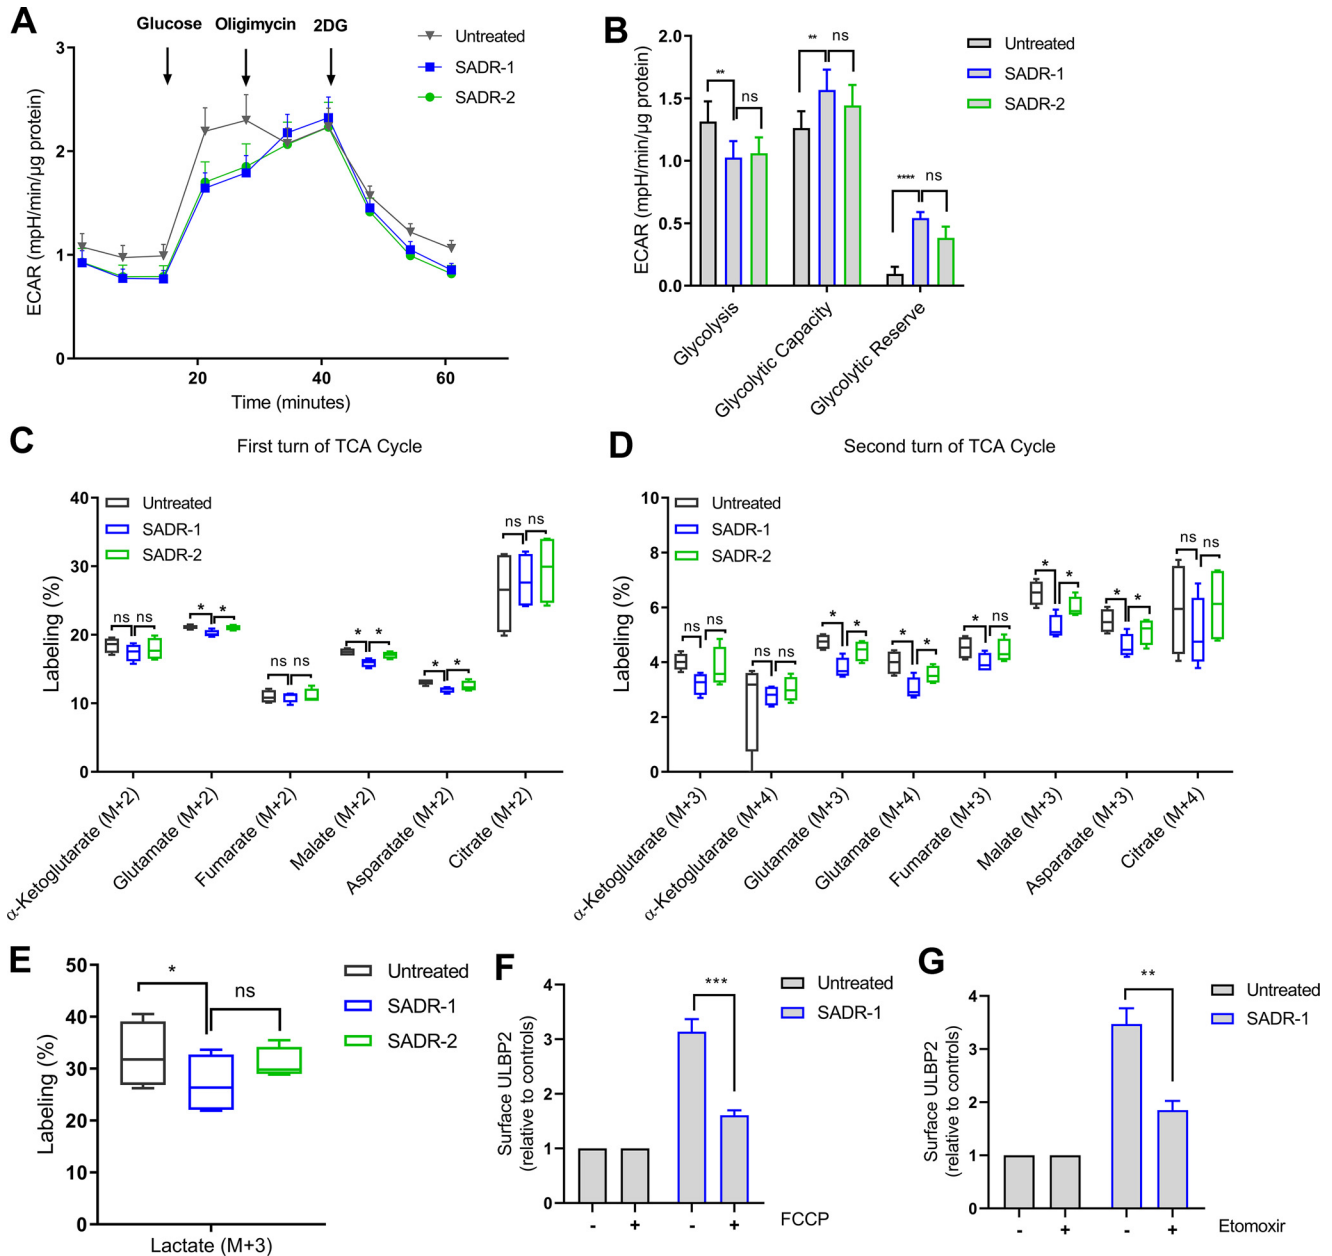 A
Glucose Oligimycin 2DG
Untreated
SADR-1
SADR-2
ECAR (mpH/min/µg protein)
3
2
1
0
20 40 60
Time (minutes)
B
Untreated
SADR-1
SADR-2
ECAR (mpH/min/µg protein)
2.0
1.5
1.0
0.5
0.0
** ns
** ns
**** ns
Glycolysis
Glycolytic Capacity
Glycolytic Reserve
C
First turn of TCA Cycle
Untreated
SADR-1
SADR-2
Labeling (%)
40
30
20
10
0
ns ns
* *
ns ns
* *
* *
ns ns
α-Ketoglutarate (M+2)
Glutamate (M+2)
Fumarate (M+2)
Malate (M+2)
Asparatate (M+2)
Citrate (M+2)
D
Second turn of TCA Cycle
Untreated
SADR-1
SADR-2
Labeling (%)
10
8
6
4
2
0
ns ns
ns ns
* *
* *
* ns
* *
* *
ns ns
α-Ketoglutarate (M+3)
α-Ketoglutarate (M+4)
Glutamate (M+3)
Glutamate (M+4)
Fumarate (M+3)
Malate (M+3)
Asparatate (M+3)
Citrate (M+4)
E
Untreated
SADR-1
SADR-2
Labeling (%)
50
40
30
20
10
0
* ns
Lactate (M+3)
F
Untreated
SADR-1
Surface ULBP2
(relative to controls)
4
3
2
1
0
***
- + - + FCCP
G
Untreated
SADR-1
Surface ULBP2
(relative to controls)
4
3
2
1
0
**
- + - + Etomoxir